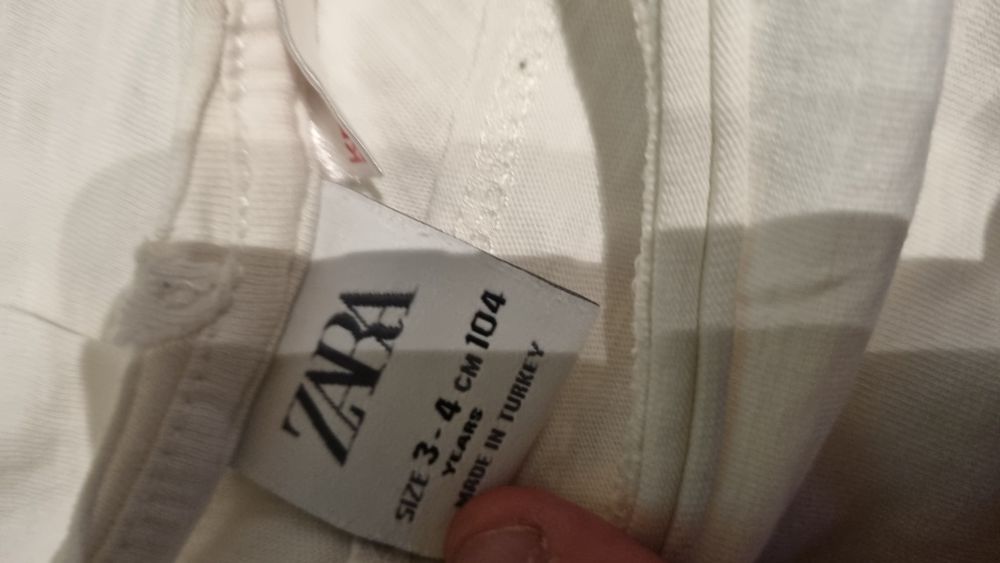 ZARA
SIZE 3-4 CM 104
YEARS
MADE IN TURKEY